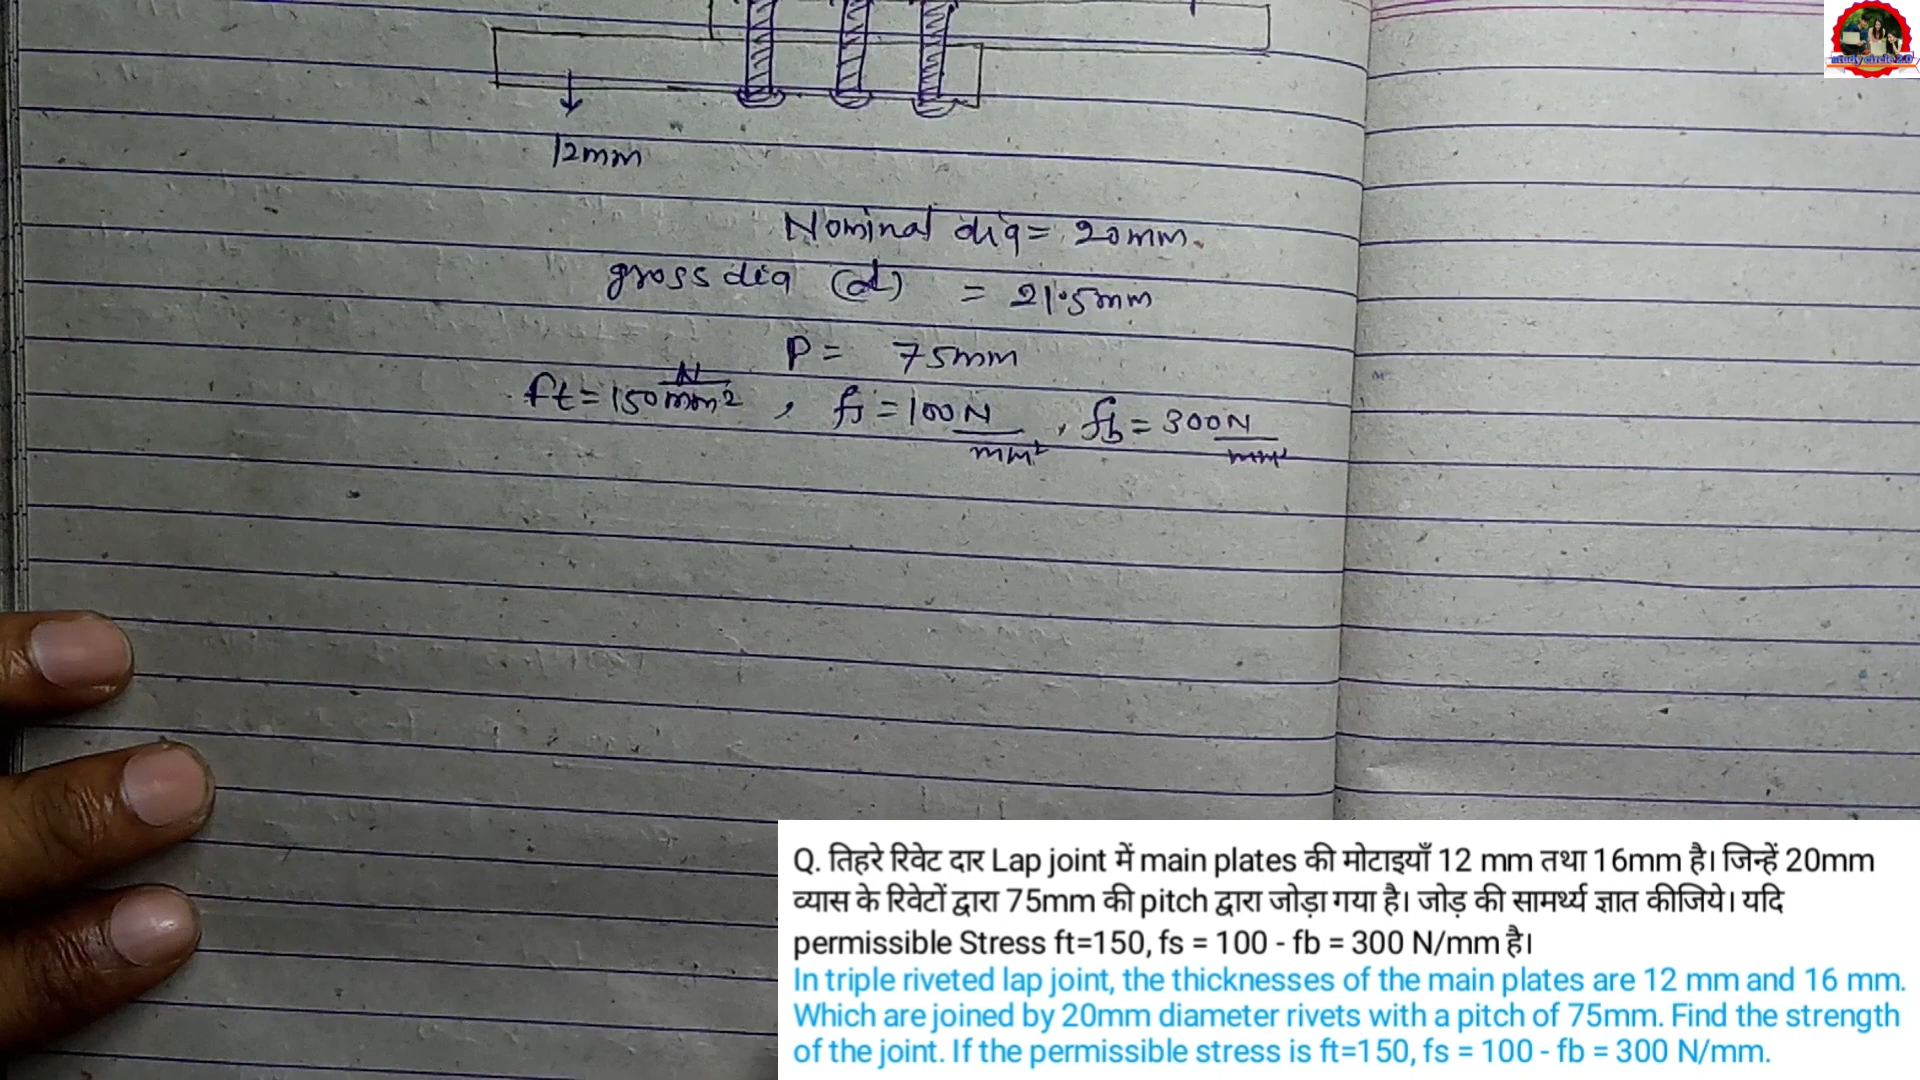 study circle 2.0
12mm
Nominal dia = 20mm.
gross dia (d) = 21.5mm
P = 75mm
ft = 150 N/mm² , fs = 100 N/mm² , fb = 300 N/mm²
Q. तिहरे रिवेट दार Lap joint में main plates की मोटाइयाँ 12 mm तथा 16mm है। जिन्हें 20mm
व्यास के रिवेटों द्वारा 75mm की pitch द्वारा जोड़ा गया है। जोड़ की सामर्थ्य ज्ञात कीजिये। यदि
permissible Stress ft=150, fs = 100 - fb = 300 N/mm है।
In triple riveted lap joint, the thicknesses of the main plates are 12 mm and 16 mm.
Which are joined by 20mm diameter rivets with a pitch of 75mm. Find the strength
of the joint. If the permissible stress is ft=150, fs = 100 - fb = 300 N/mm.